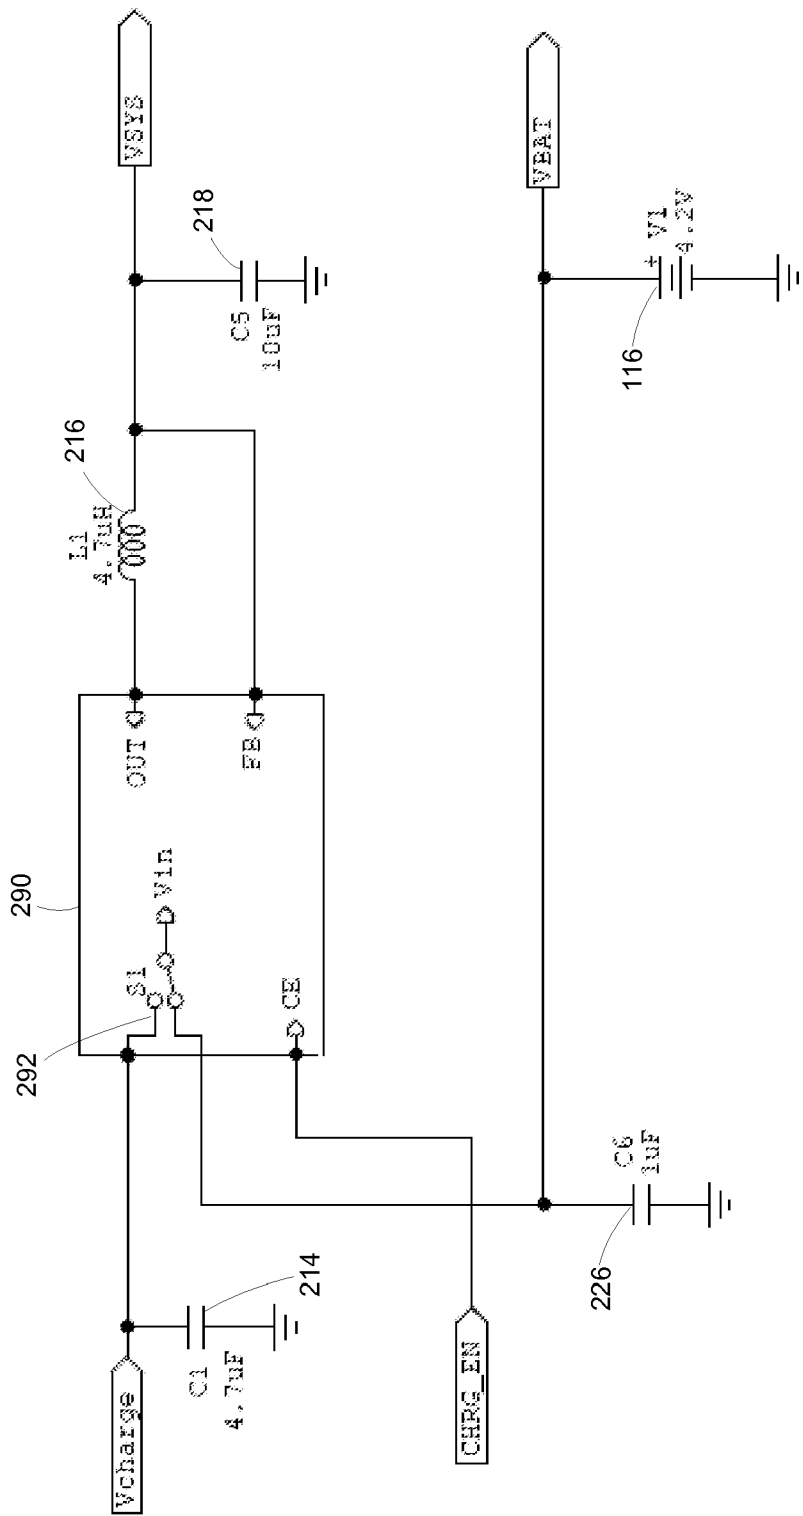 VSYS
VBAT
218
C5
10uF
+
V1
4.2V
116
216
L1
4.7uH
OUT
FB
290
Vin
S1
CE
292
C6
1uF
226
214
C1
4.7uF
Vcharge
CHRG_EN